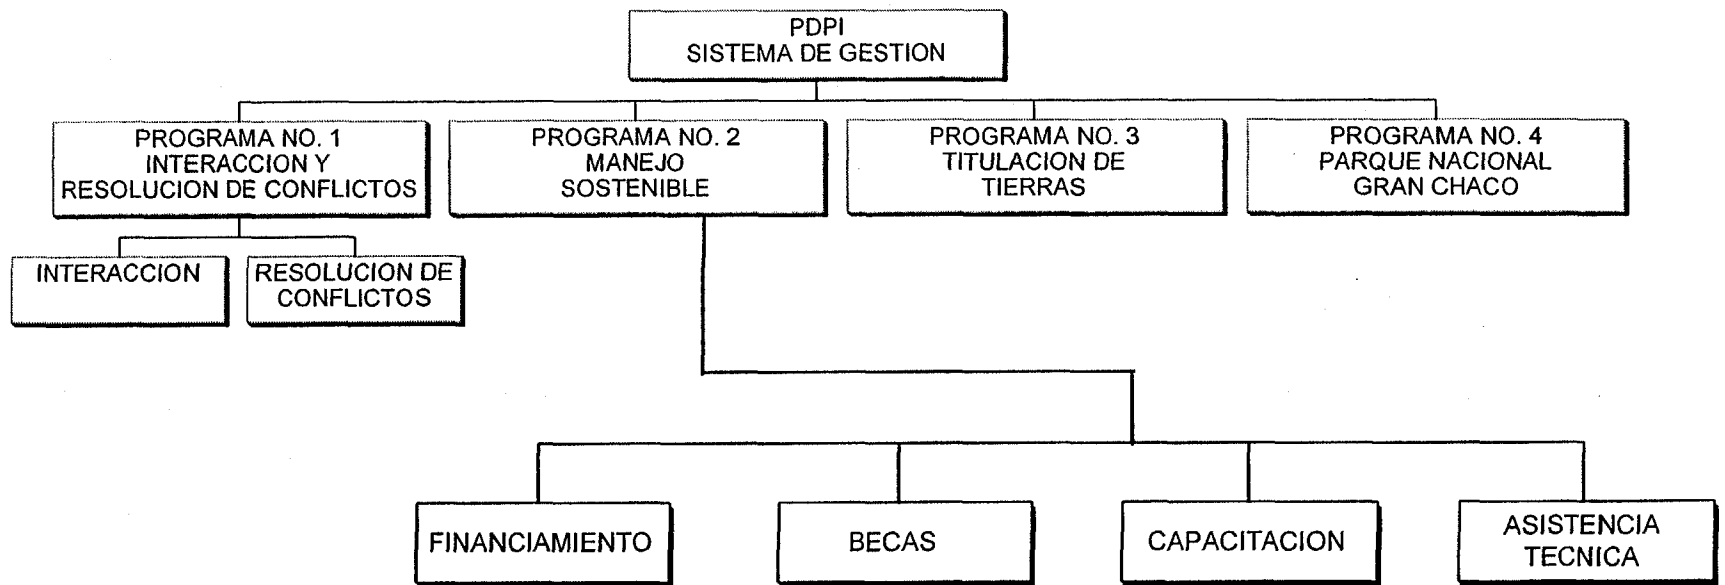 PDPI
SISTEMA DE GESTION
PROGRAMA NO. 1
INTERACCION Y
RESOLUCION DE CONFLICTOS
PROGRAMA NO. 2
MANEJO
SOSTENIBLE
PROGRAMA NO. 3
TITULACION DE
TIERRAS
PROGRAMA NO. 4
PARQUE NACIONAL
GRAN CHACO
INTERACCION
RESOLUCION DE
CONFLICTOS
FINANCIAMIENTO
BECAS
CAPACITACION
ASISTENCIA
TECNICA